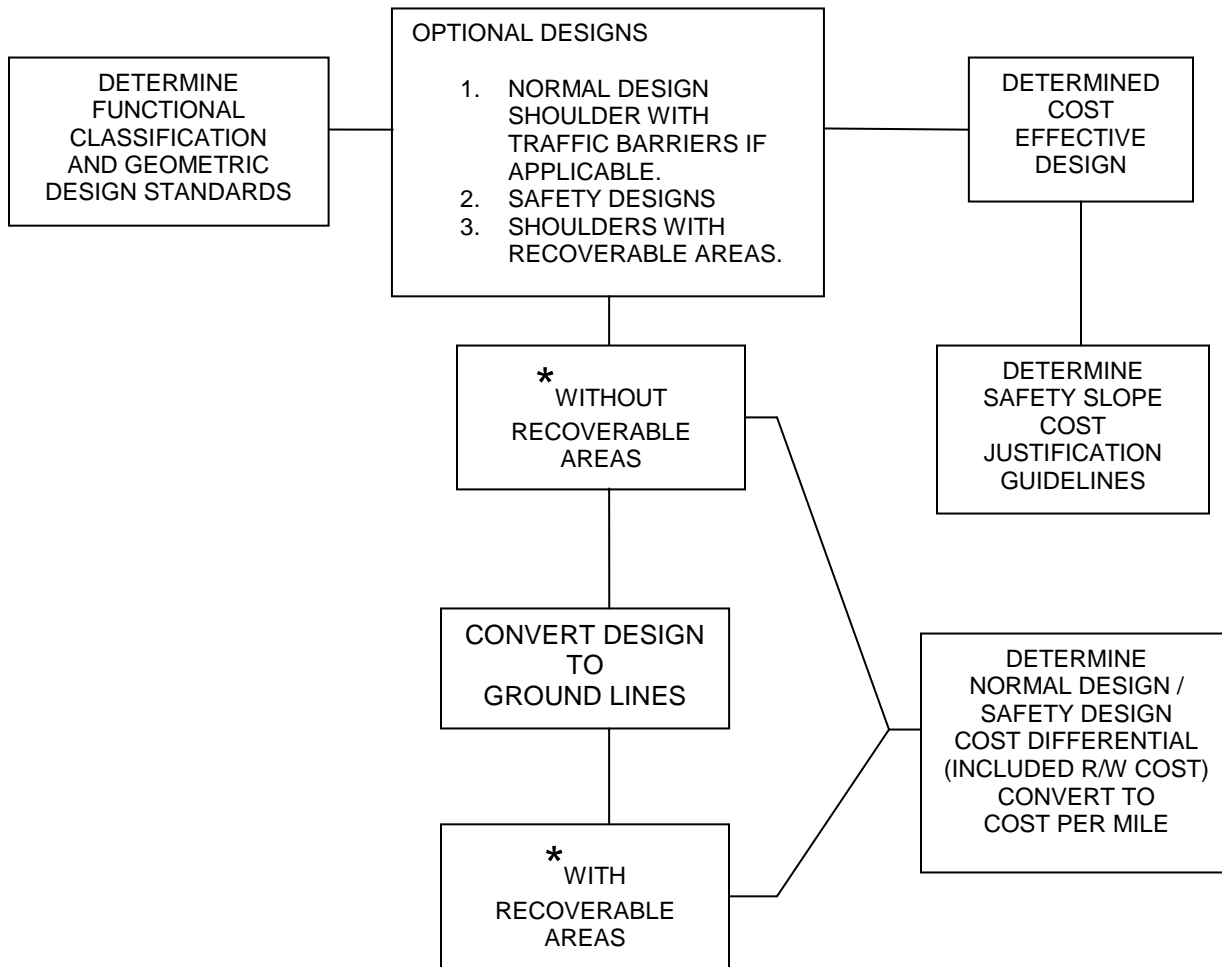 DETERMINE
FUNCTIONAL
CLASSIFICATION
AND GEOMETRIC
DESIGN STANDARDS
OPTIONAL DESIGNS
1. NORMAL DESIGN
SHOULDER WITH
TRAFFIC BARRIERS IF
APPLICABLE.
2. SAFETY DESIGNS
3. SHOULDERS WITH
RECOVERABLE AREAS.
DETERMINED
COST
EFFECTIVE
DESIGN
*WITHOUT
RECOVERABLE
AREAS
DETERMINE
SAFETY SLOPE
COST
JUSTIFICATION
GUIDELINES
CONVERT DESIGN
TO
GROUND LINES
DETERMINE
NORMAL DESIGN /
SAFETY DESIGN
COST DIFFERENTIAL
(INCLUDED R/W COST)
CONVERT TO
COST PER MILE
*WITH
RECOVERABLE
AREAS